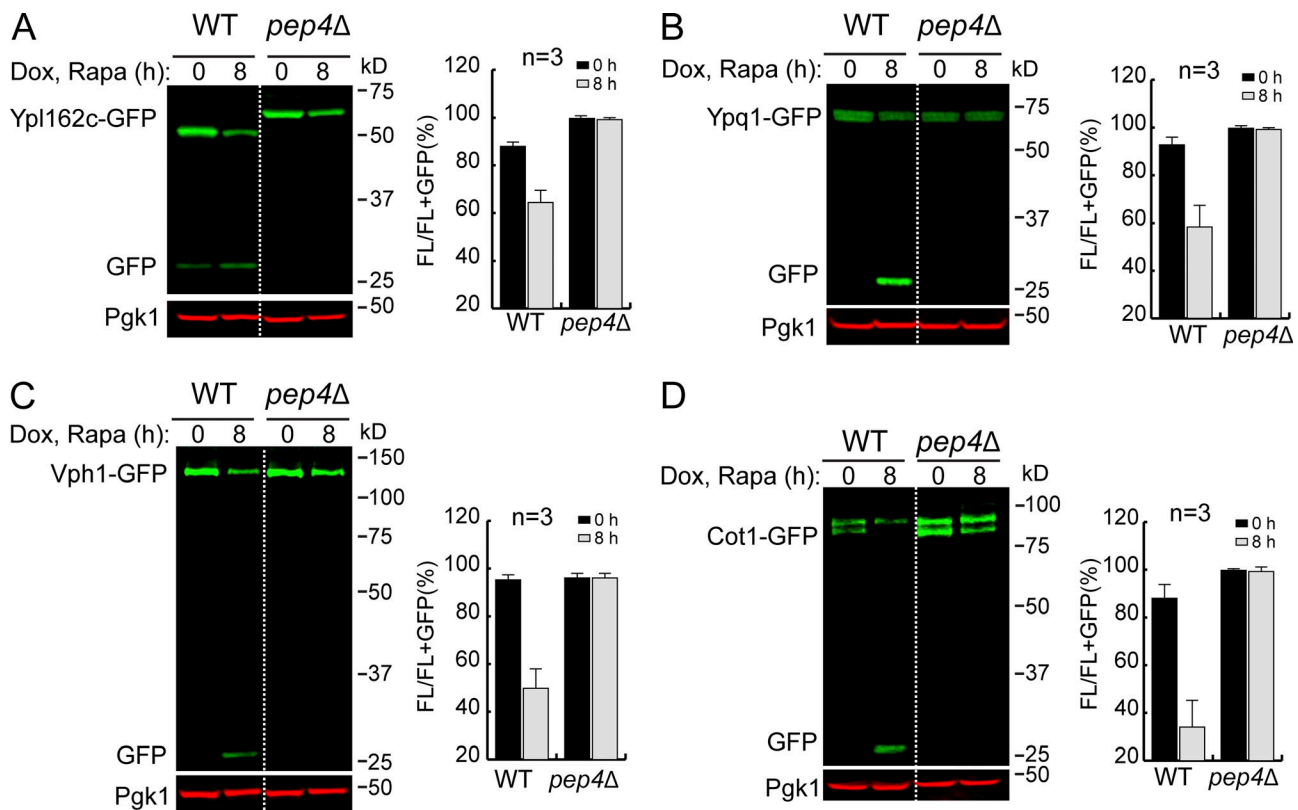 A
WT pep4Δ
Dox, Rapa (h): 0 8 0 8 kD
Ypl162c-GFP
GFP
Pgk1
-75
-50
-37
-25
-50
n=3
0 h
8 h
FL/FL+GFP(%)
120
100
80
60
40
20
WT pep4Δ
B
WT pep4Δ
Dox, Rapa (h): 0 8 0 8 kD
Ypq1-GFP
GFP
Pgk1
-75
-50
-37
-25
-50
n=3
0 h
8 h
FL/FL+GFP(%)
120
100
80
60
40
20
WT pep4Δ
C
WT pep4Δ
Dox, Rapa (h): 0 8 0 8 kD
Vph1-GFP
GFP
Pgk1
-150
-100
-75
-50
-37
-25
-50
n=3
0 h
8 h
FL/FL+GFP(%)
120
100
80
60
40
20
WT pep4Δ
D
WT pep4Δ
Dox, Rapa (h): 0 8 0 8 kD
Cot1-GFP
GFP
Pgk1
-100
-75
-50
-37
-25
-50
n=3
0 h
8 h
FL/FL+GFP(%)
120
100
80
60
40
20
WT pep4Δ